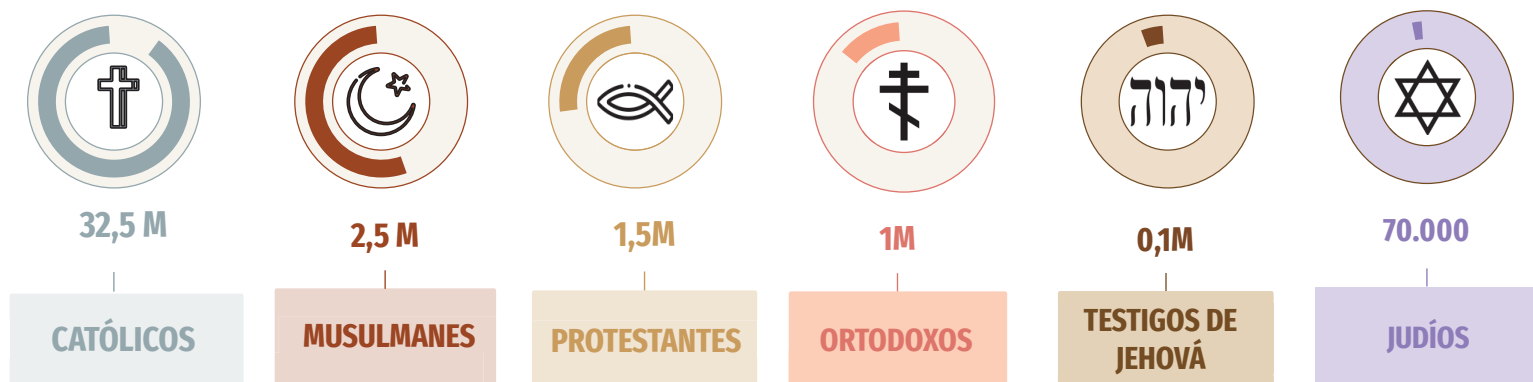 יהוה
32,5 M
2,5 M
1,5M
1M
0,1M
70.000
CATÓLICOS
MUSULMANES
PROTESTANTES
ORTODOXOS
TESTIGOS DE
JEHOVÁ
JUDÍOS